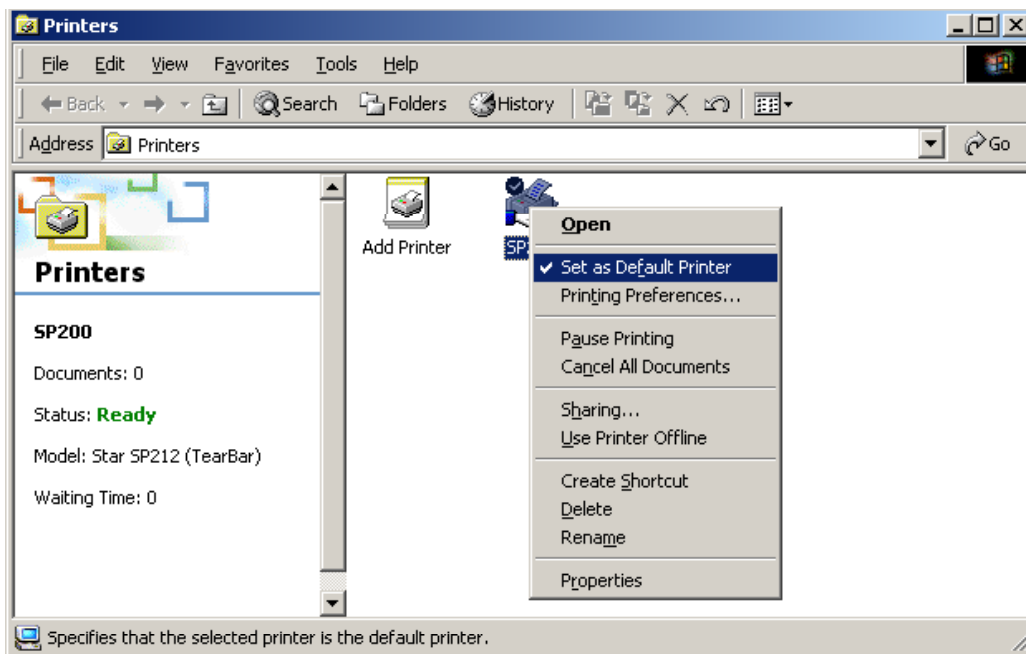 Printers
File Edit View Favorites Tools Help
Back Search Folders History
Address Printers Go
Printers
SP200
Documents: 0
Status: Ready
Model: Star SP212 (TearBar)
Waiting Time: 0
Add Printer
Open
Set as Default Printer
Printing Preferences...
Pause Printing
Cancel All Documents
Sharing...
Use Printer Offline
Create Shortcut
Delete
Rename
Properties
Specifies that the selected printer is the default printer.